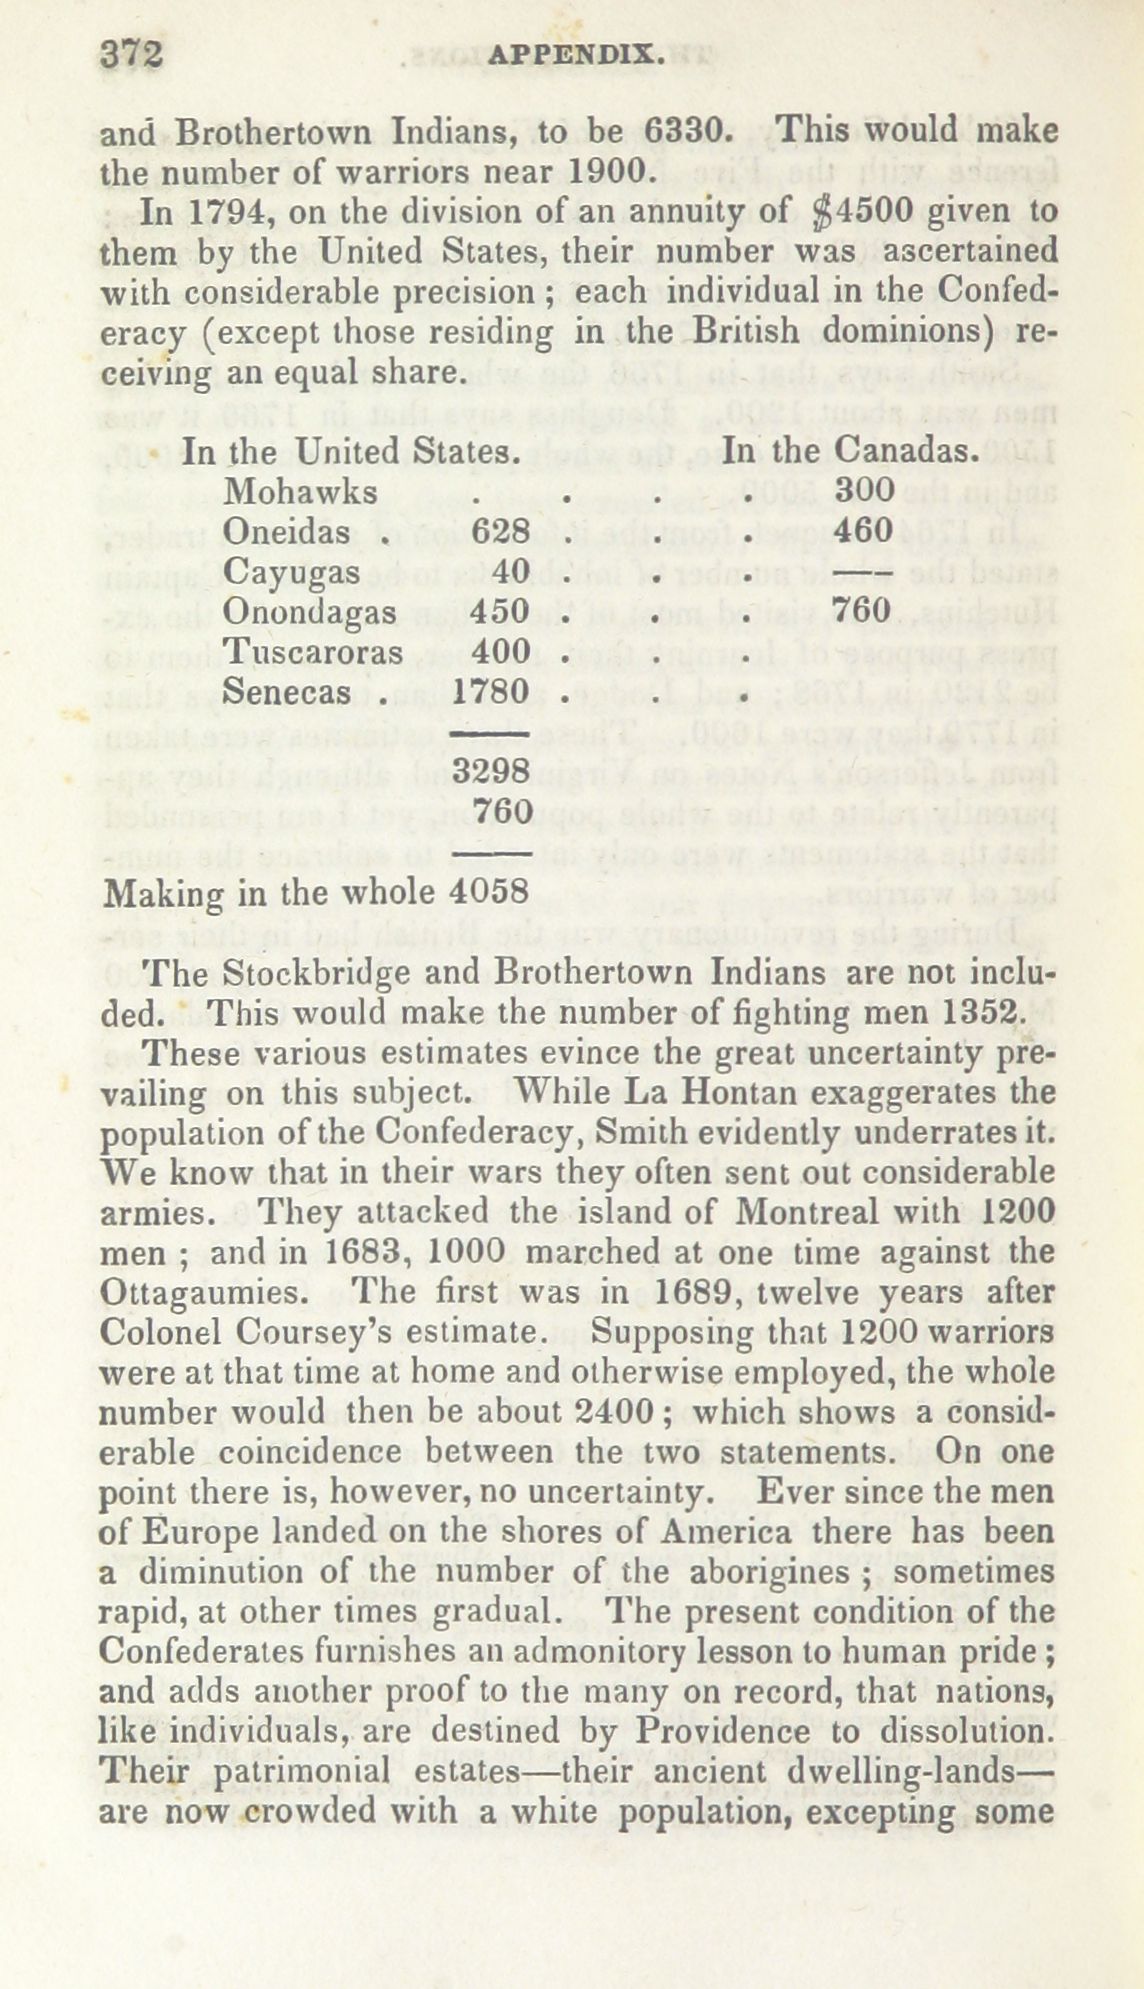 372 APPENDIX.
and Brothertown Indians, to be 6330. This would make
the number of warriors near 1900.
In 1794, on the division of an annuity of $4500 given to
them by the United States, their number was ascertained
with considerable precision ; each individual in the Confed-
eracy (except those residing in the British dominions) re-
ceiving an equal share.
In the United States. In the Canadas.
Mohawks . . . . 300
Oneidas . 628 . . . 460
Cayugas 40 . . . ——
Onondagas 450 . . . 760
Tuscaroras 400 . . .
Senecas . 1780 . . .
——
3298
760
——
Making in the whole 4058
The Stockbridge and Brothertown Indians are not inclu-
ded. This would make the number of fighting men 1352.
These various estimates evince the great uncertainty pre-
vailing on this subject. While La Hontan exaggerates the
population of the Confederacy, Smith evidently underrates it.
We know that in their wars they often sent out considerable
armies. They attacked the island of Montreal with 1200
men ; and in 1683, 1000 marched at one time against the
Ottagaumies. The first was in 1689, twelve years after
Colonel Coursey's estimate. Supposing that 1200 warriors
were at that time at home and otherwise employed, the whole
number would then be about 2400 ; which shows a consid-
erable coincidence between the two statements. On one
point there is, however, no uncertainty. Ever since the men
of Europe landed on the shores of America there has been
a diminution of the number of the aborigines ; sometimes
rapid, at other times gradual. The present condition of the
Confederates furnishes an admonitory lesson to human pride ;
and adds another proof to the many on record, that nations,
like individuals, are destined by Providence to dissolution.
Their patrimonial estates—their ancient dwelling-lands—
are now crowded with a white population, excepting some